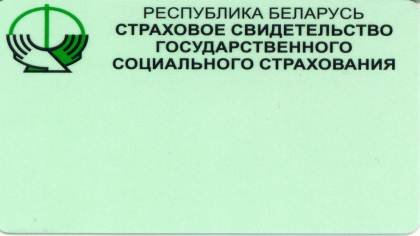 РЕСПУБЛИКА БЕЛАРУСЬ
СТРАХОВОЕ СВИДЕТЕЛЬСТВО
ГОСУДАРСТВЕННОГО
СОЦИАЛЬНОГО СТРАХОВАНИЯ